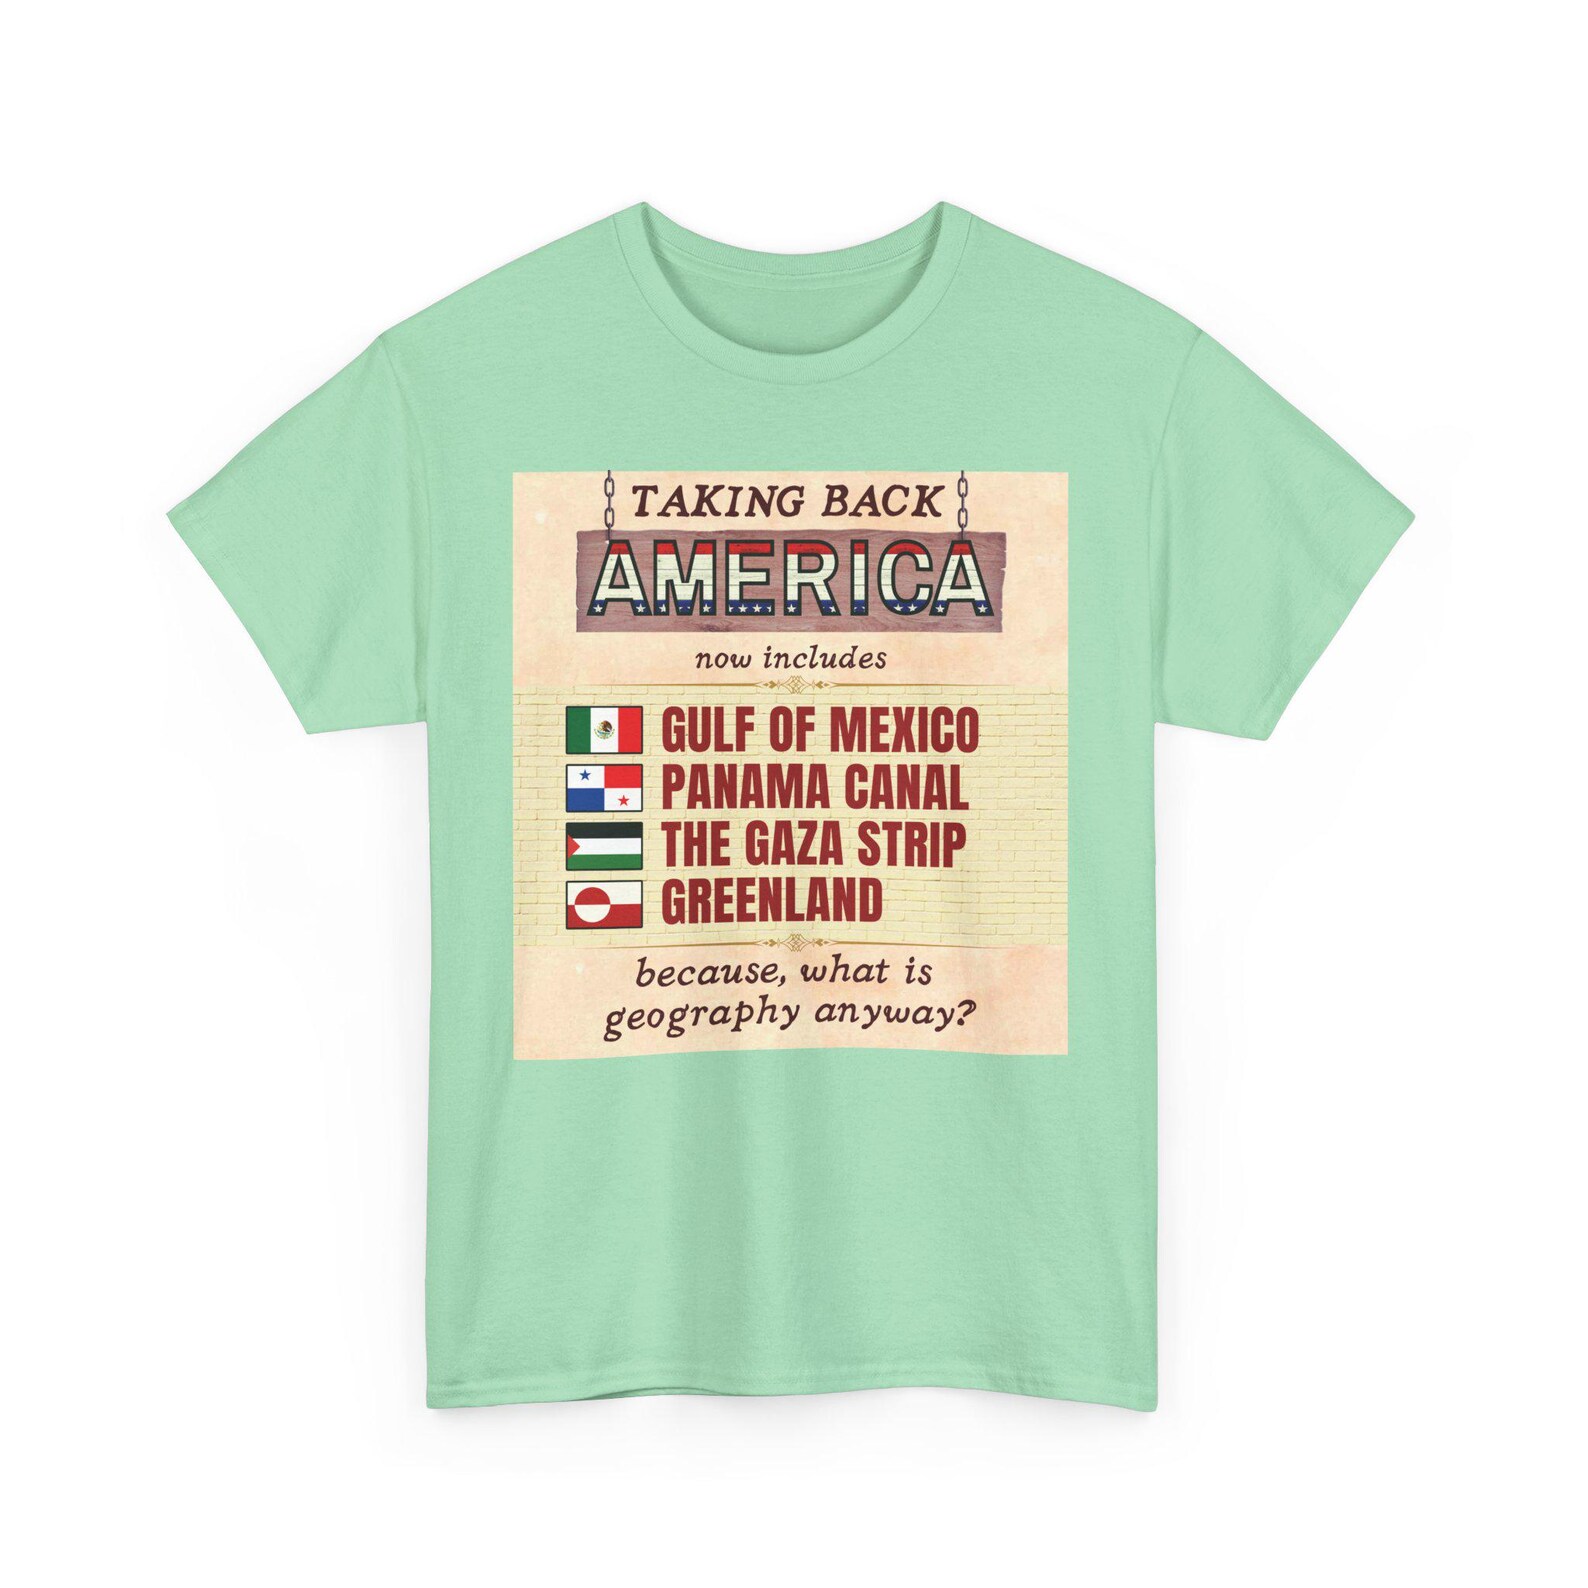 TAKING BACK
AMERICA
now includes
GULF OF MEXICO
PANAMA CANAL
THE GAZA STRIP
GREENLAND
because, what is
geography anyway?